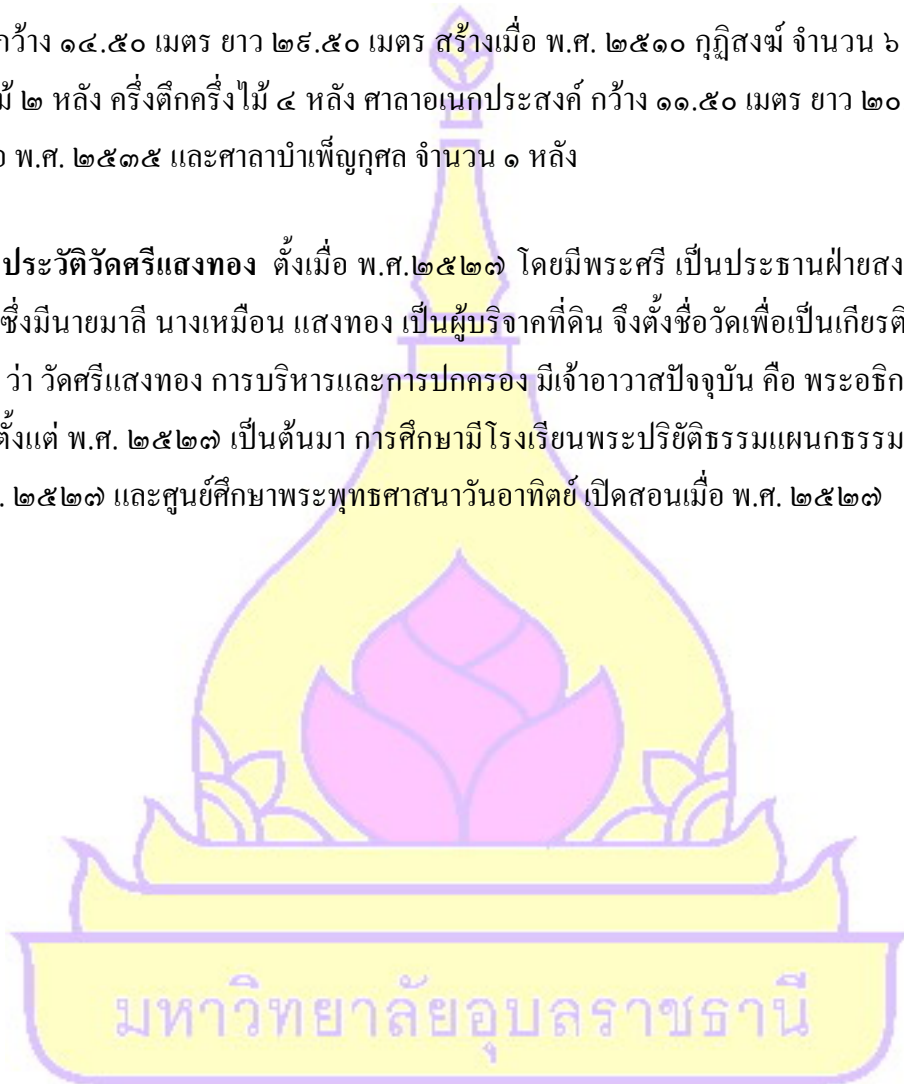 กว้าง ๑๔.๕๐ เมตร ยาว ๒๙.๕๐ เมตร สร้างเมื่อ พ.ศ. ๒๕๑๐ กุฏิสงฆ์ จำนวน ๖
๒ หลัง ครึ่งตึกครึ่งไม้ ๔ หลัง ศาลาอเนกประสงค์ กว้าง ๑๑.๕๐ เมตร ยาว ๒๐
พ.ศ. ๒๕๓๕ และศาลาบำเพ็ญกุศล จำนวน ๑ หลัง
ประวัติวัดศรีแสงทอง ตั้งเมื่อ พ.ศ.๒๕๒๗ โดยมีพระศรี เป็นประธานฝ่ายสง
ซึ่งมีนายมาลี นางเหมือน แสงทอง เป็นผู้บริจาคที่ดิน จึงตั้งชื่อวัดเพื่อเป็นเกียรติ
ว่า วัดศรีแสงทอง การบริหารและการปกครอง มีเจ้าอาวาสปัจจุบัน คือ พระอธิก
ตั้งแต่ พ.ศ. ๒๕๒๗ เป็นต้นมา การศึกษามีโรงเรียนพระปริยัติธรรมแผนกธรรม
. ๒๕๒๗ และศูนย์ศึกษาพระพุทธศาสนาวันอาทิตย์ เปิดสอนเมื่อ พ.ศ. ๒๕๒๗
มหาวิทยาลัยอุบลราชธานี